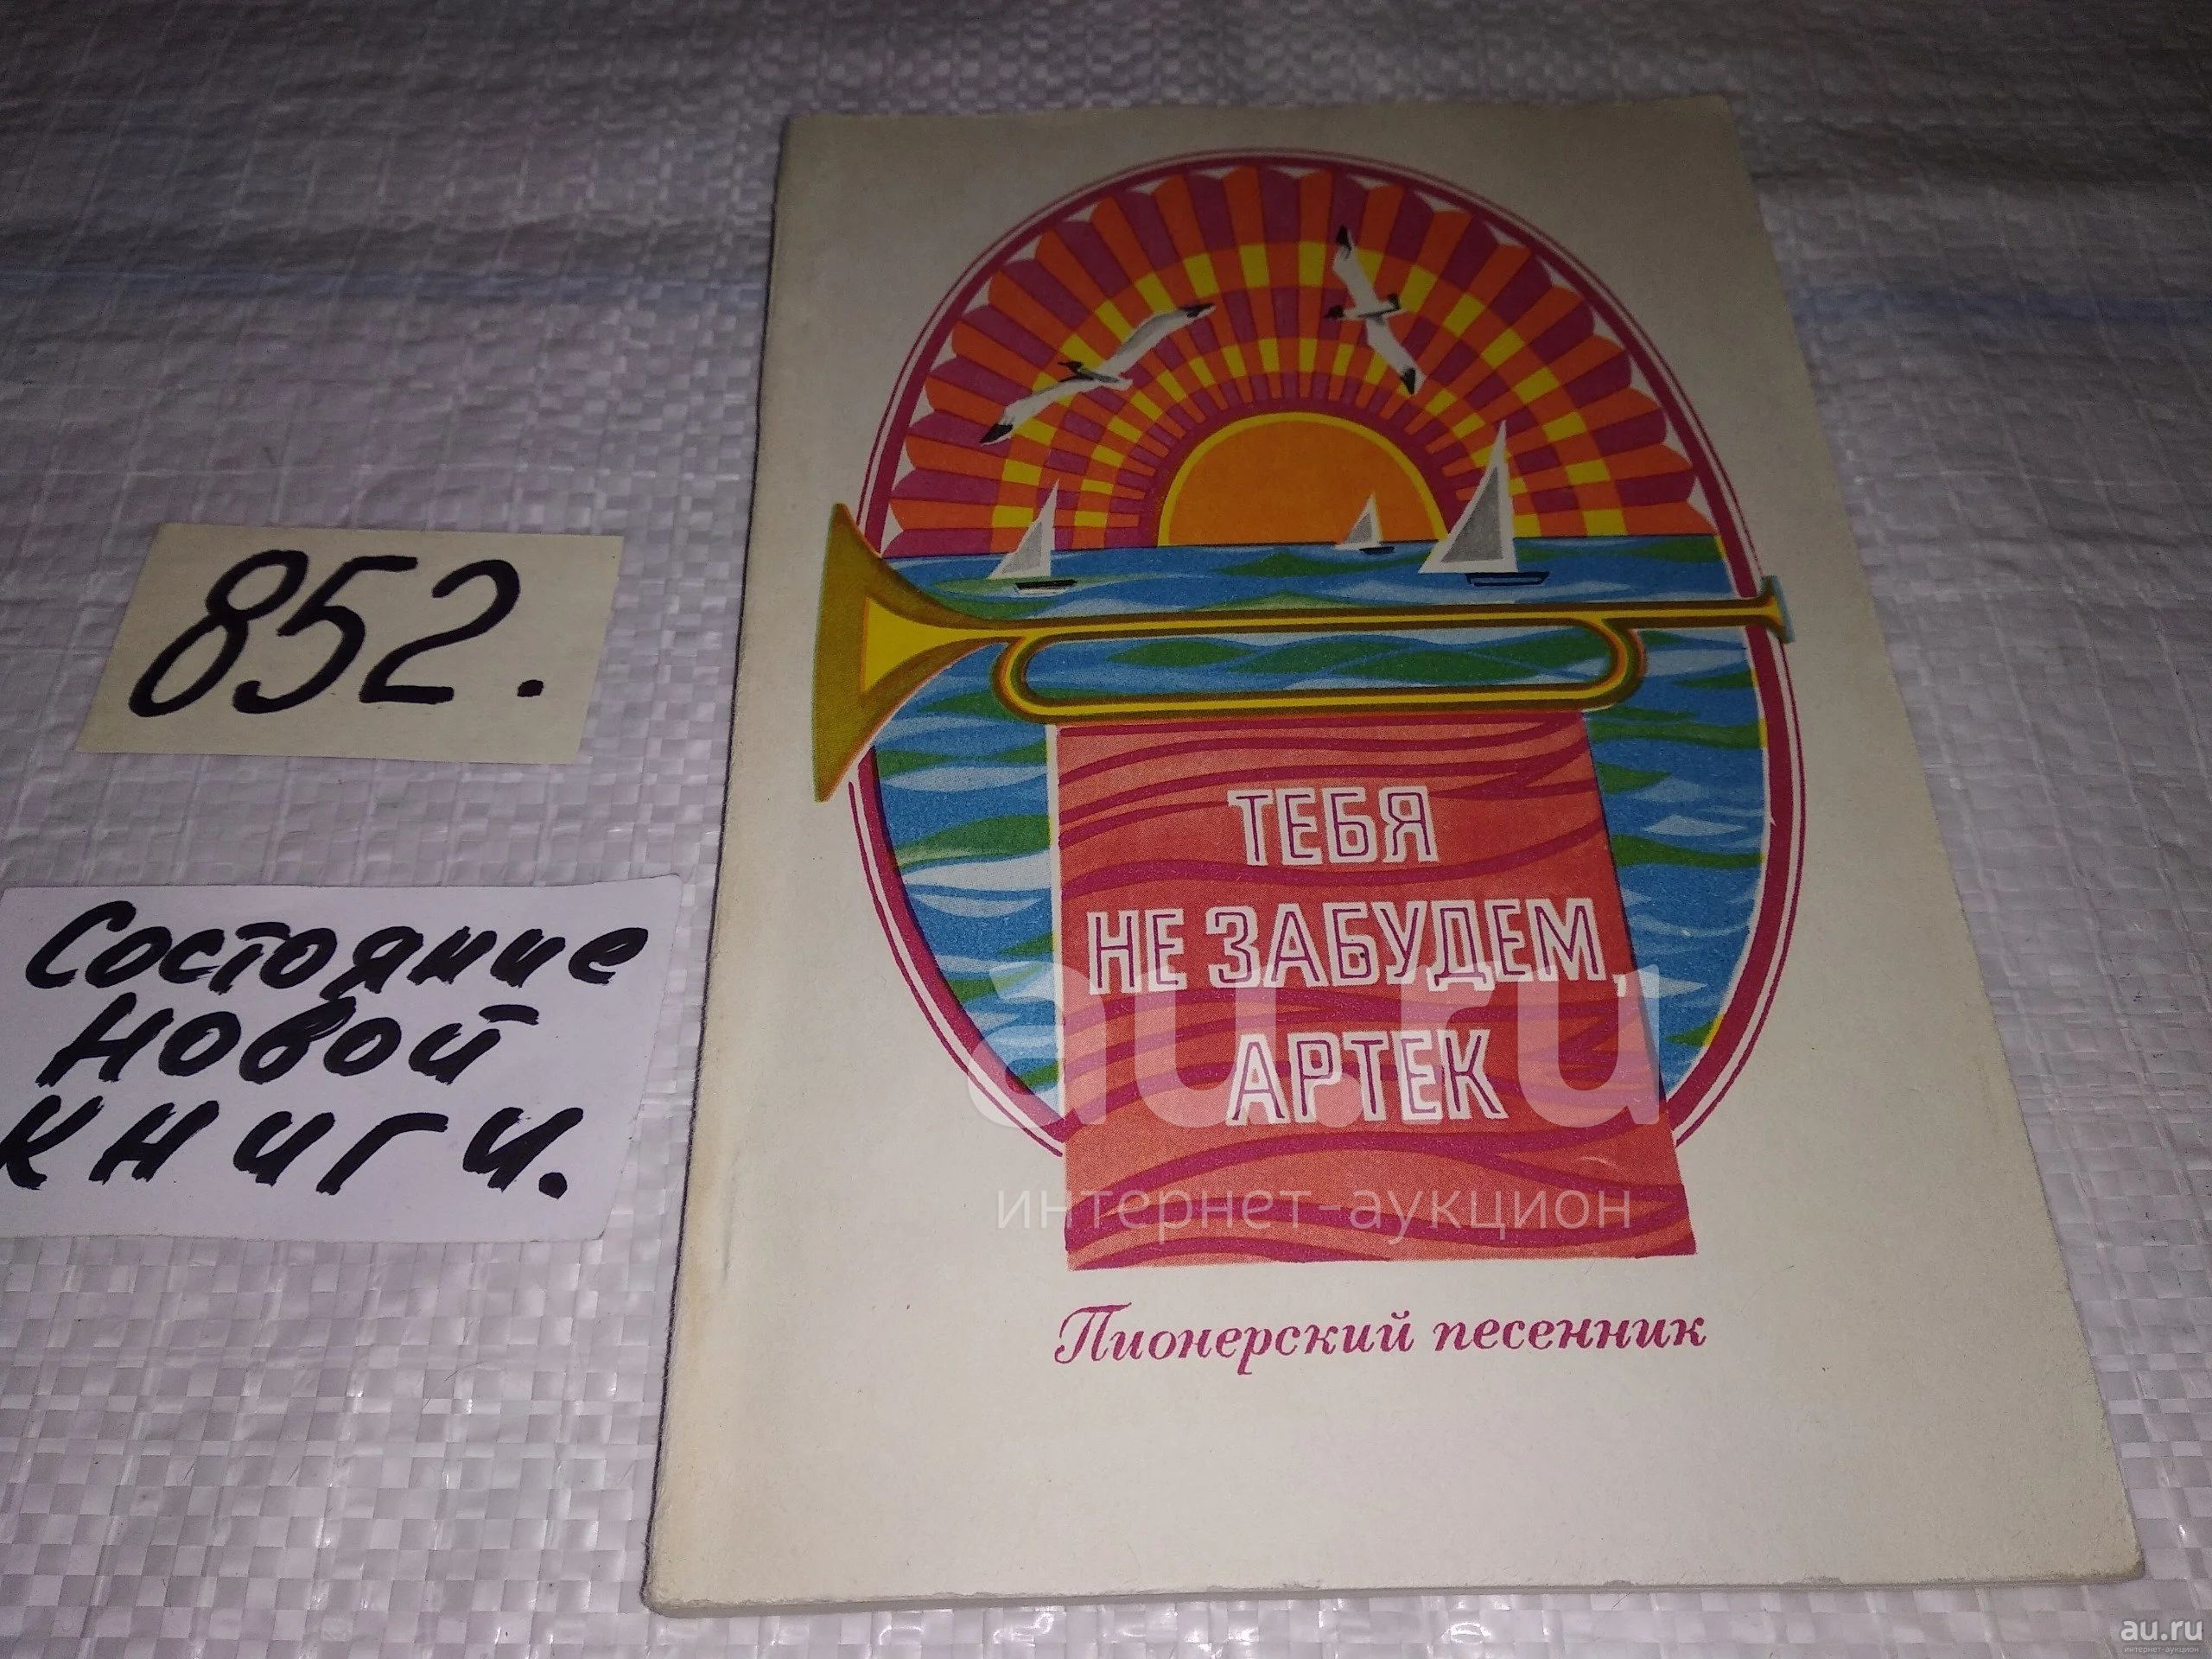 852.
Состояние
новой
книги.
ТЕБЯ
НЕ ЗАБУДЕМ,
АРТЕК
au.ru
интернет-аукцион
Пионерский песенник
au.ru
интернет-аукцион